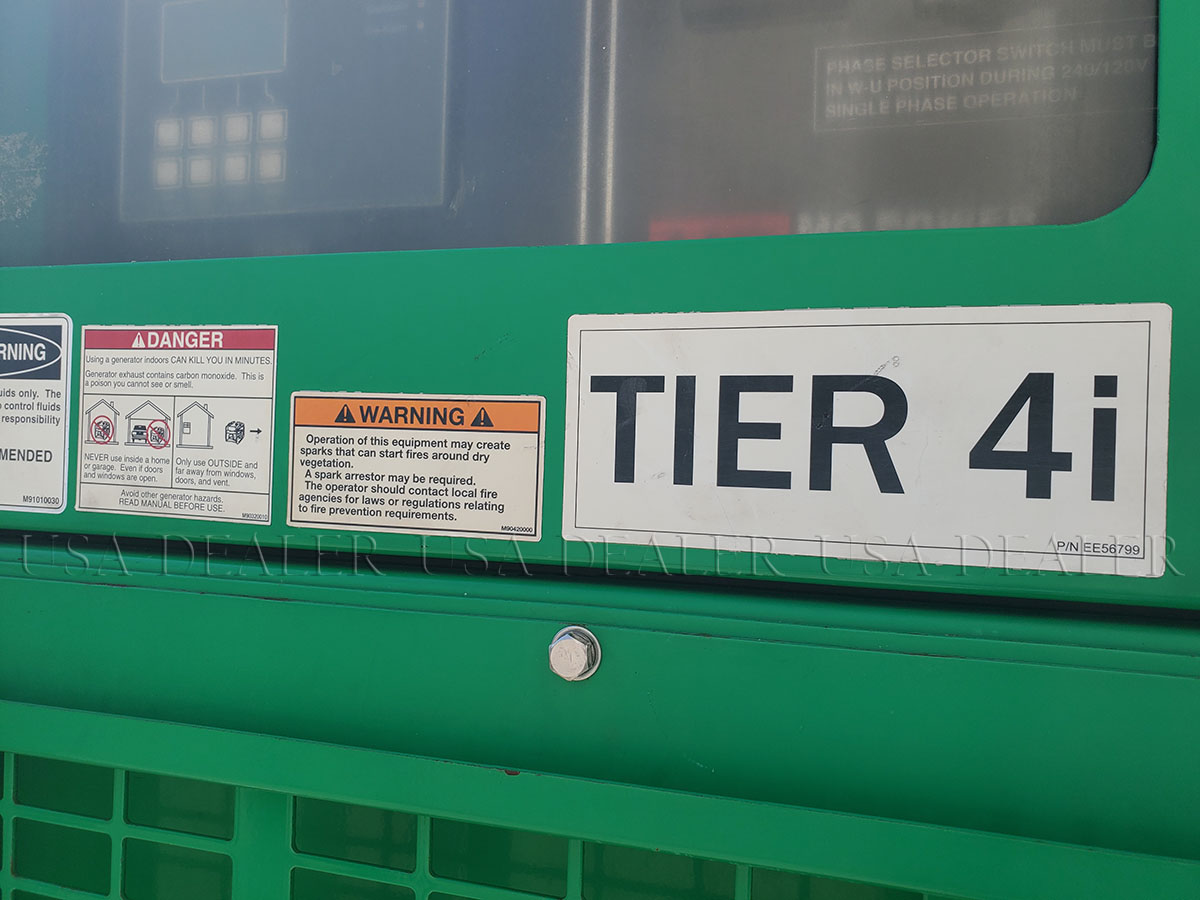 PHASE SELECTOR SWITCH MUST
IN W-U POSITION DURING 240/120V
SINGLE PHASE OPERATION.
RNING
uids only. The
control fluids
responsibility
MENDED
M91010030
DANGER
Using a generator indoors CAN KILL YOU IN MINUTES.
Generator exhaust contains carbon monoxide. This is
a poison you cannot see or smell.
NEVER use inside a home
or garage. Even if doors
and windows are open.
Only use OUTSIDE and
far away from windows,
doors, and vent.
Avoid other generator hazards.
READ MANUAL BEFORE USE.
M90320010
WARNING
Operation of this equipment may create
sparks that can start fires around dry
vegetation.
A spark arrestor may be required.
The operator should contact local fire
agencies for laws or regulations relating
to fire prevention requirements.
M90420000
TIER 4i
P/N EE56799
USA DEALER USA DEALER USA DEALER